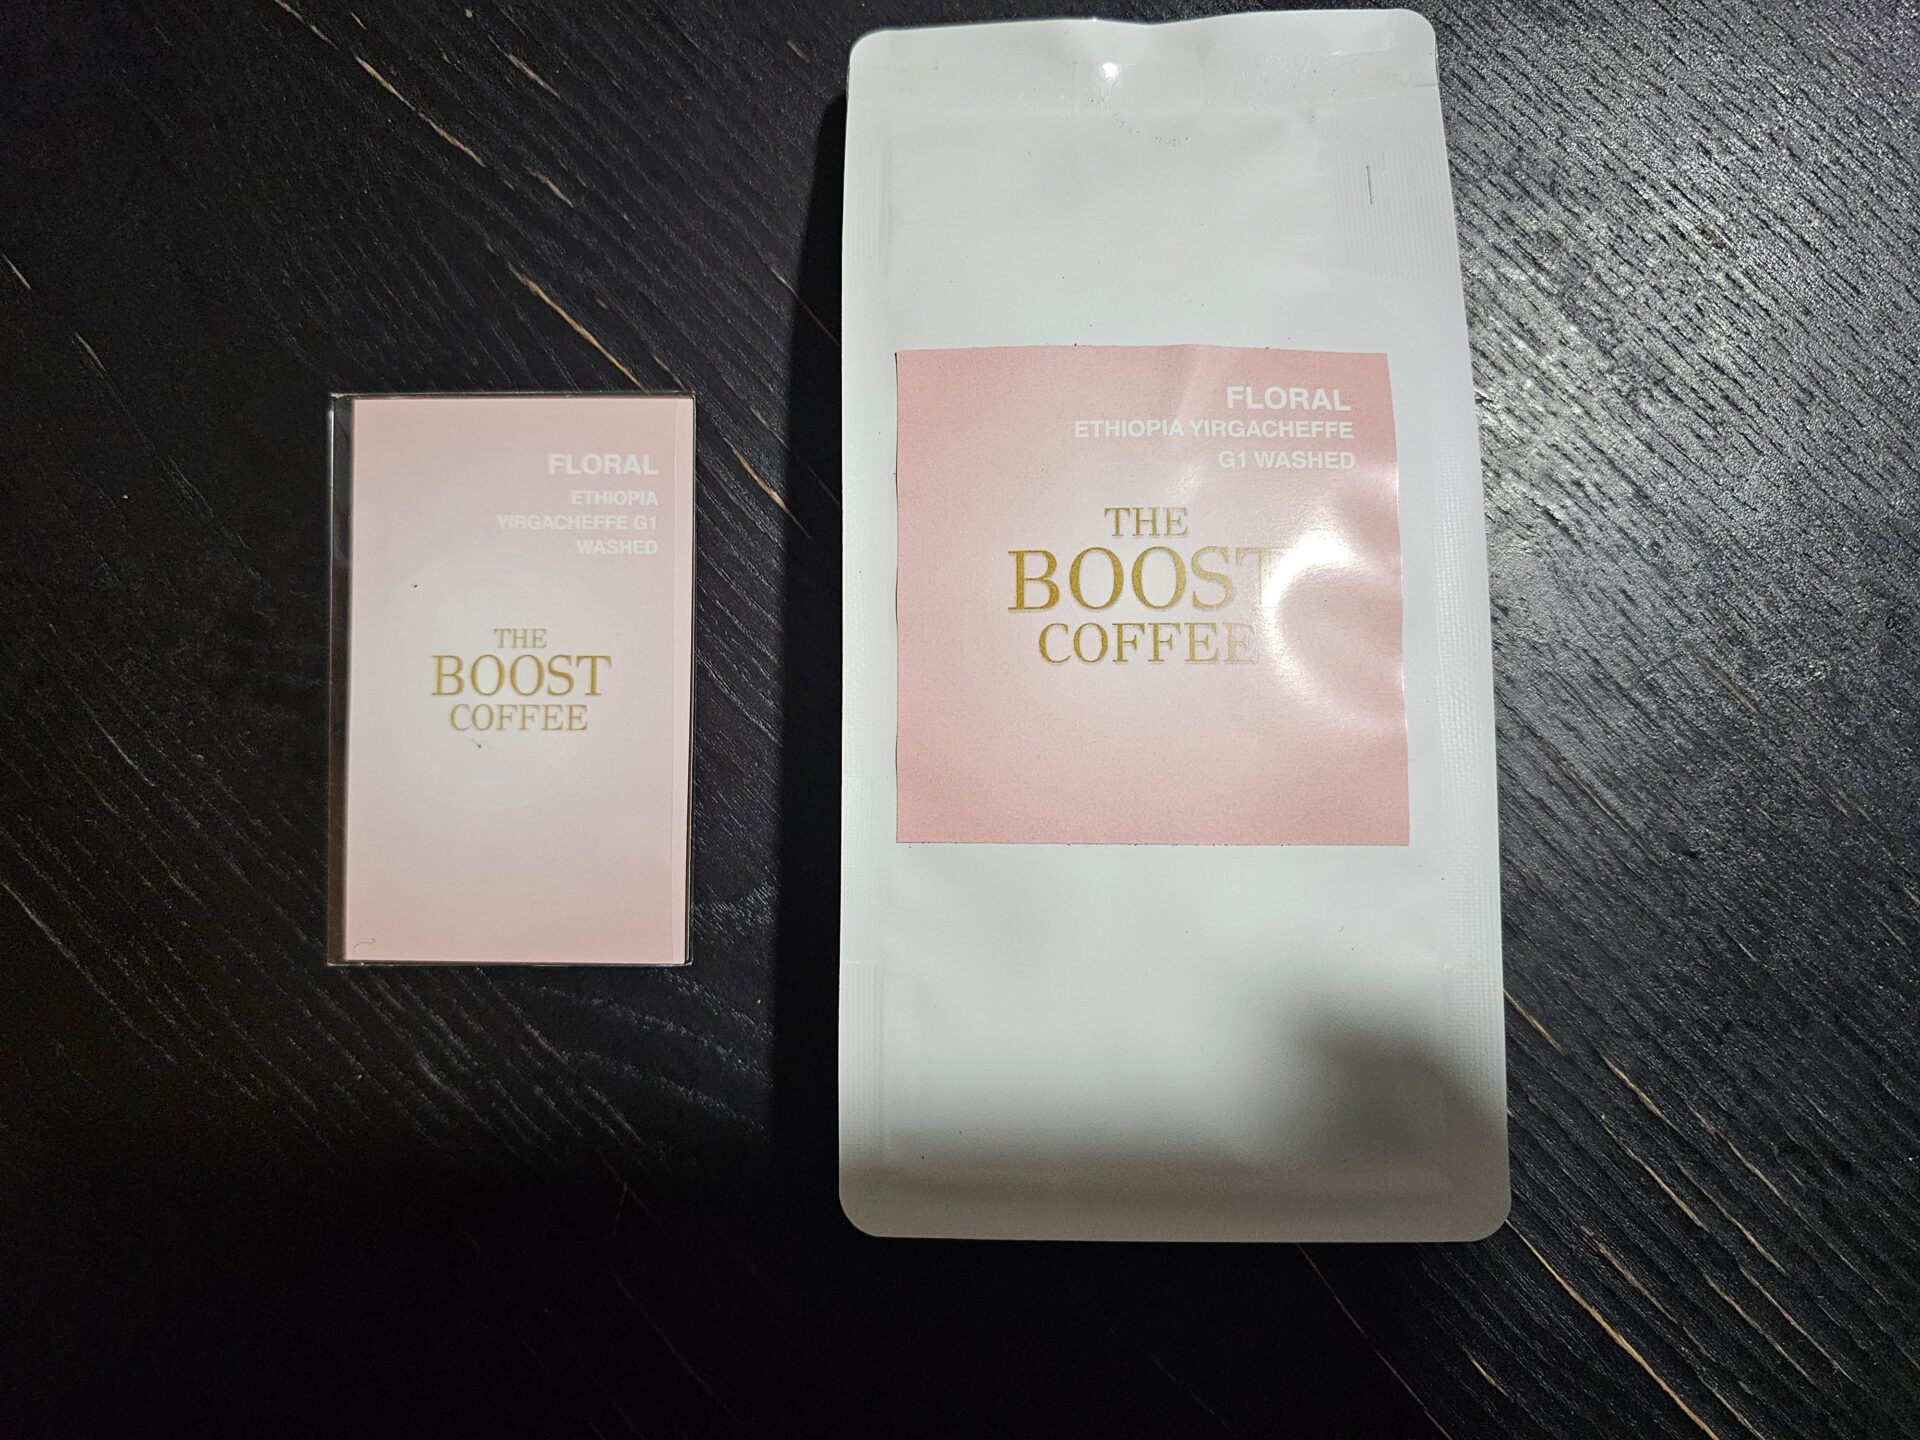 FLORAL
ETHIOPIA
YIRGACHEFFE G1
WASHED
THE
BOOST
COFFEE
FLORAL
ETHIOPIA YIRGACHEFFE
G1 WASHED
THE
BOOST
COFFEE